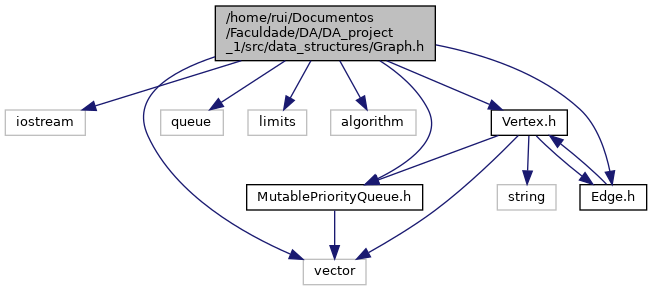 /home/rui/Documentos
/Faculdade/DA/DA_project
_1/src/data_structures/Graph.h
iostream
queue
limits
algorithm
Vertex.h
MutablePriorityQueue.h
string
Edge.h
vector